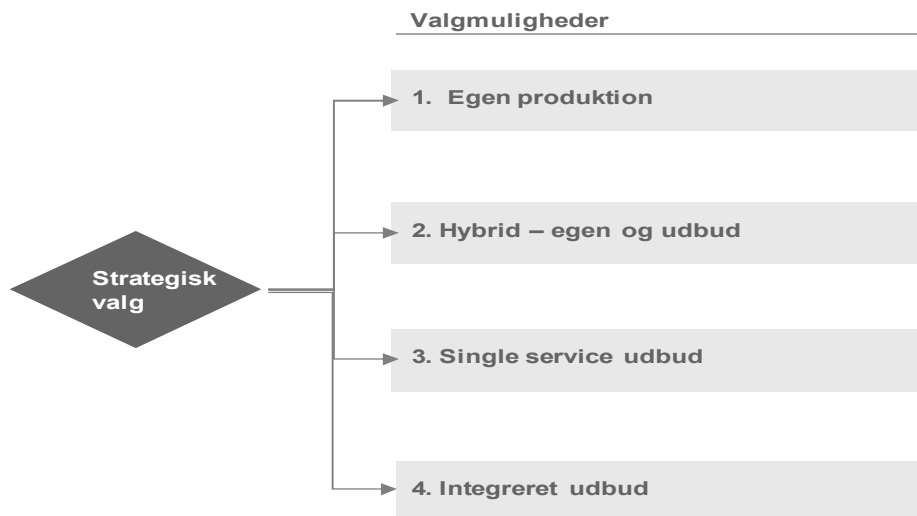 Valgmuligheder
1. Egen produktion
2. Hybrid – egen og udbud
Strategisk
valg
3. Single service udbud
4. Integreret udbud